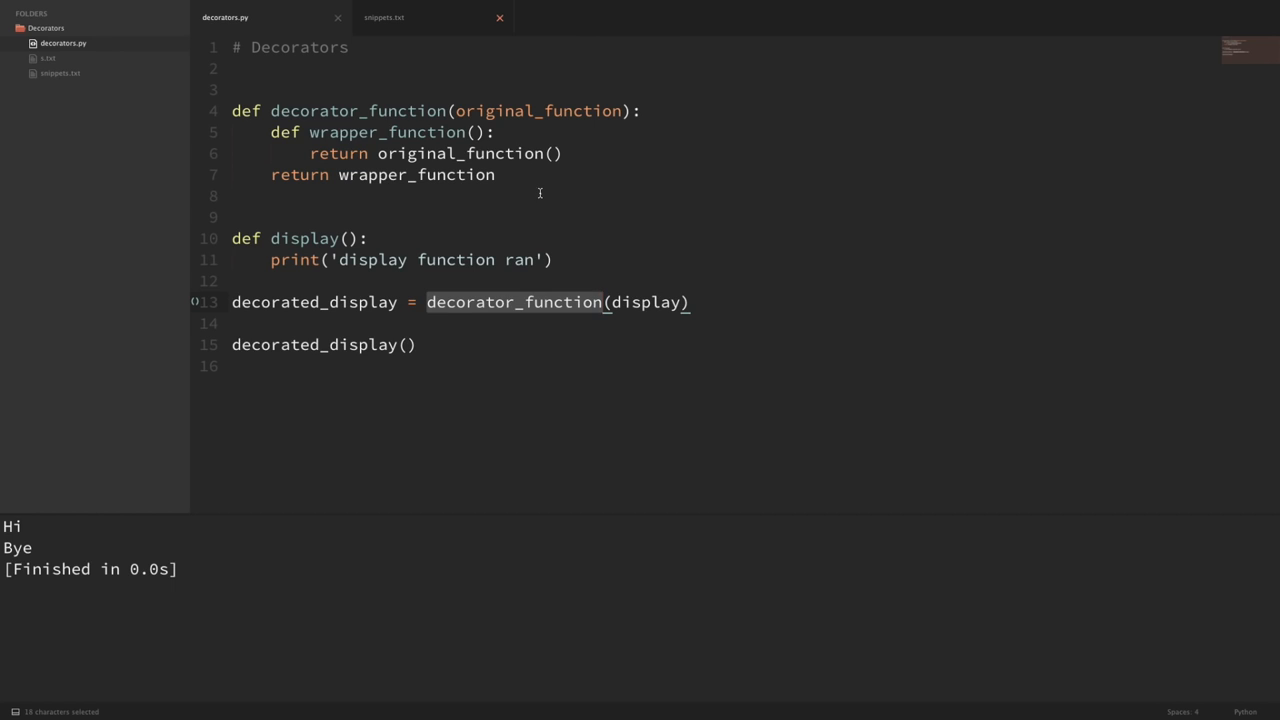 decorators.py
snippets.txt
FOLDERS
Decorators
decorators.py
s.txt
snippets.txt
1 # Decorators
2
3
4 def decorator_function(original_function):
5     def wrapper_function():
6         return original_function()
7     return wrapper_function
8
9
10 def display():
11     print('display function ran')
12
13 decorated_display = decorator_function(display)
14
15 decorated_display()
16
Hi
Bye
[Finished in 0.0s]
18 characters selected
Spaces: 4
Python